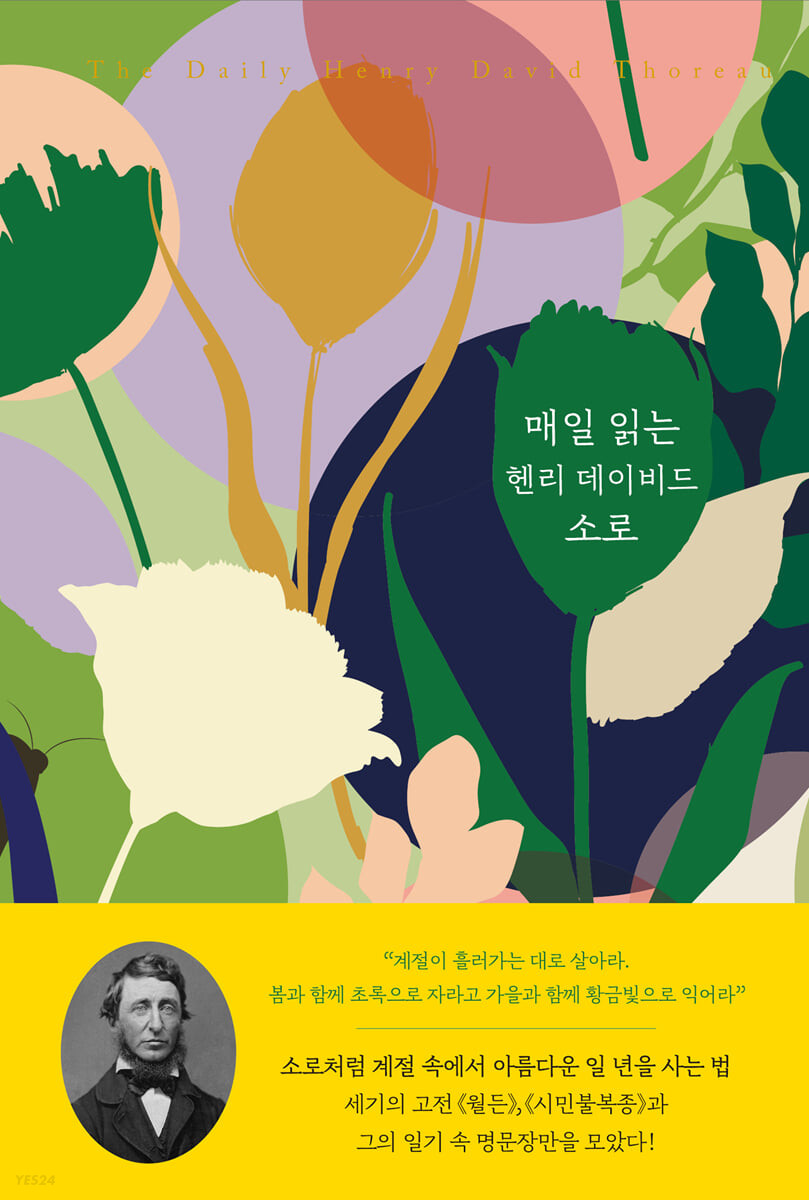 The Daily Henry David Thoreau
매일 읽는
헨리 데이비드
소로
“계절이 흘러가는 대로 살아라.
봄과 함께 초록으로 자라고 가을과 함께 황금빛으로 익어라”
소로처럼 계절 속에서 아름다운 일 년을 사는 법
세기의 고전 《월든》, 《시민불복종》과
그의 일기 속 명문장만을 모았다!
YES24